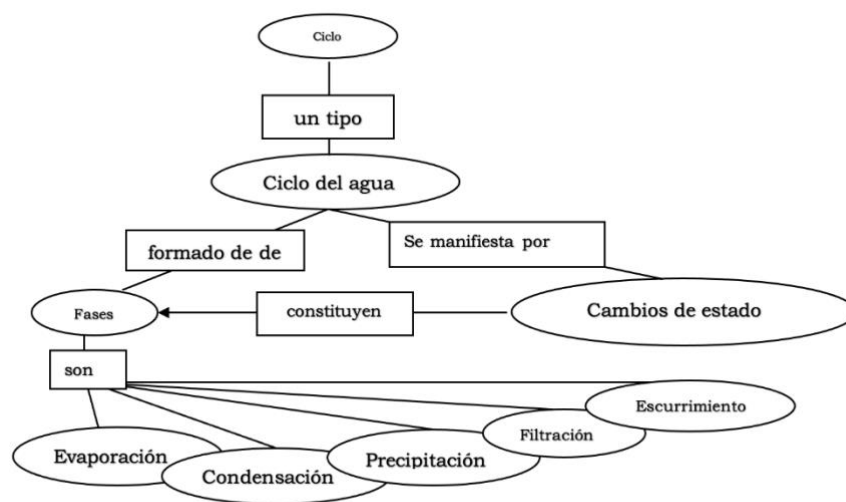 Ciclo
un tipo
Ciclo del agua
formado de de
Se manifiesta por
Fases
constituyen
Cambios de estado
son
Escurrimiento
Filtración
Precipitación
Evaporación
Condensación